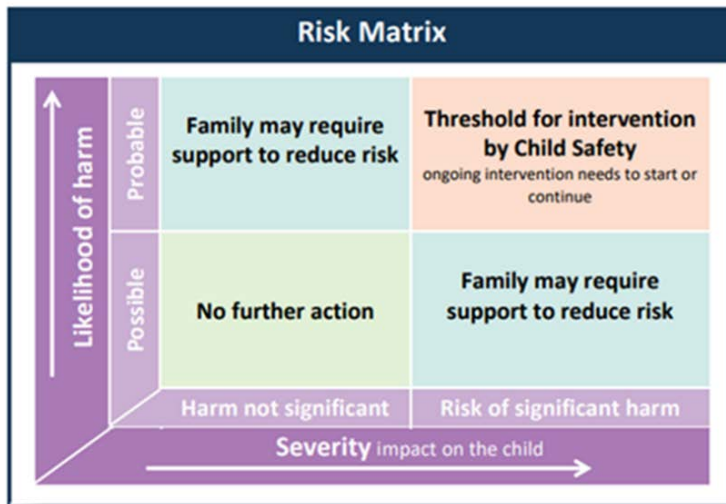 Risk Matrix
Likelihood of harm
Probable
Family may require
support to reduce risk
Threshold for intervention
by Child Safety
ongoing intervention needs to start or
continue
Possible
No further action
Family may require
support to reduce risk
Harm not significant
Risk of significant harm
Severity impact on the child